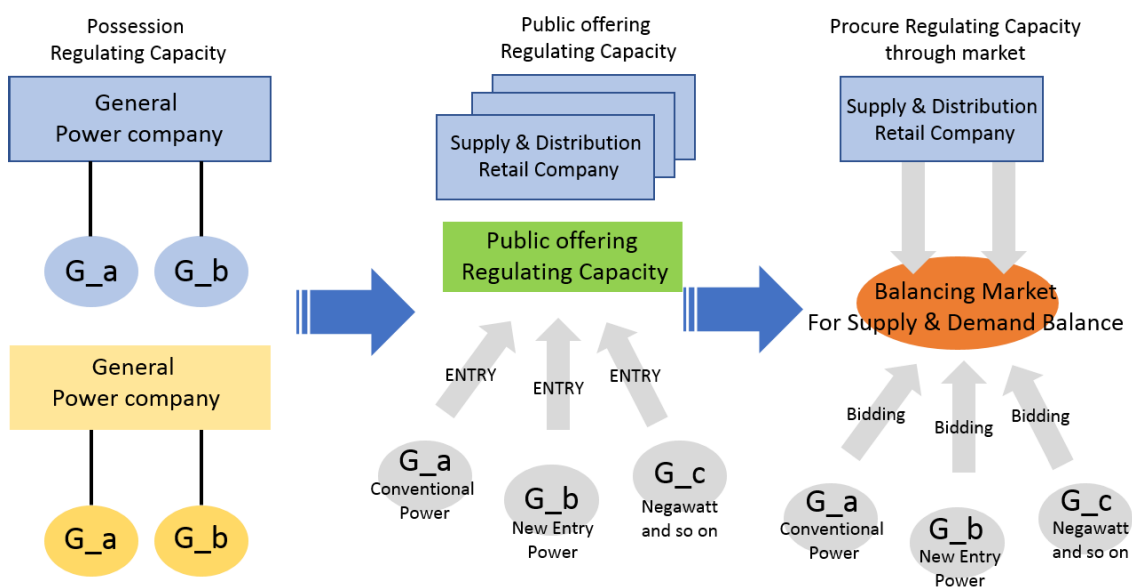 Possession
Regulating Capacity
General
Power company
G_a
G_b
General
Power company
G_a
G_b
Public offering
Regulating Capacity
Supply & Distribution
Retail Company
Public offering
Regulating Capacity
ENTRY
ENTRY
ENTRY
G_a
Conventional
Power
G_b
New Entry
Power
G_c
Negawatt
and so on
Procure Regulating Capacity
through market
Supply & Distribution
Retail Company
Balancing Market
For Supply & Demand Balance
Bidding
Bidding
Bidding
G_a
Conventional
Power
G_b
New Entry
Power
G_c
Negawatt
and so on